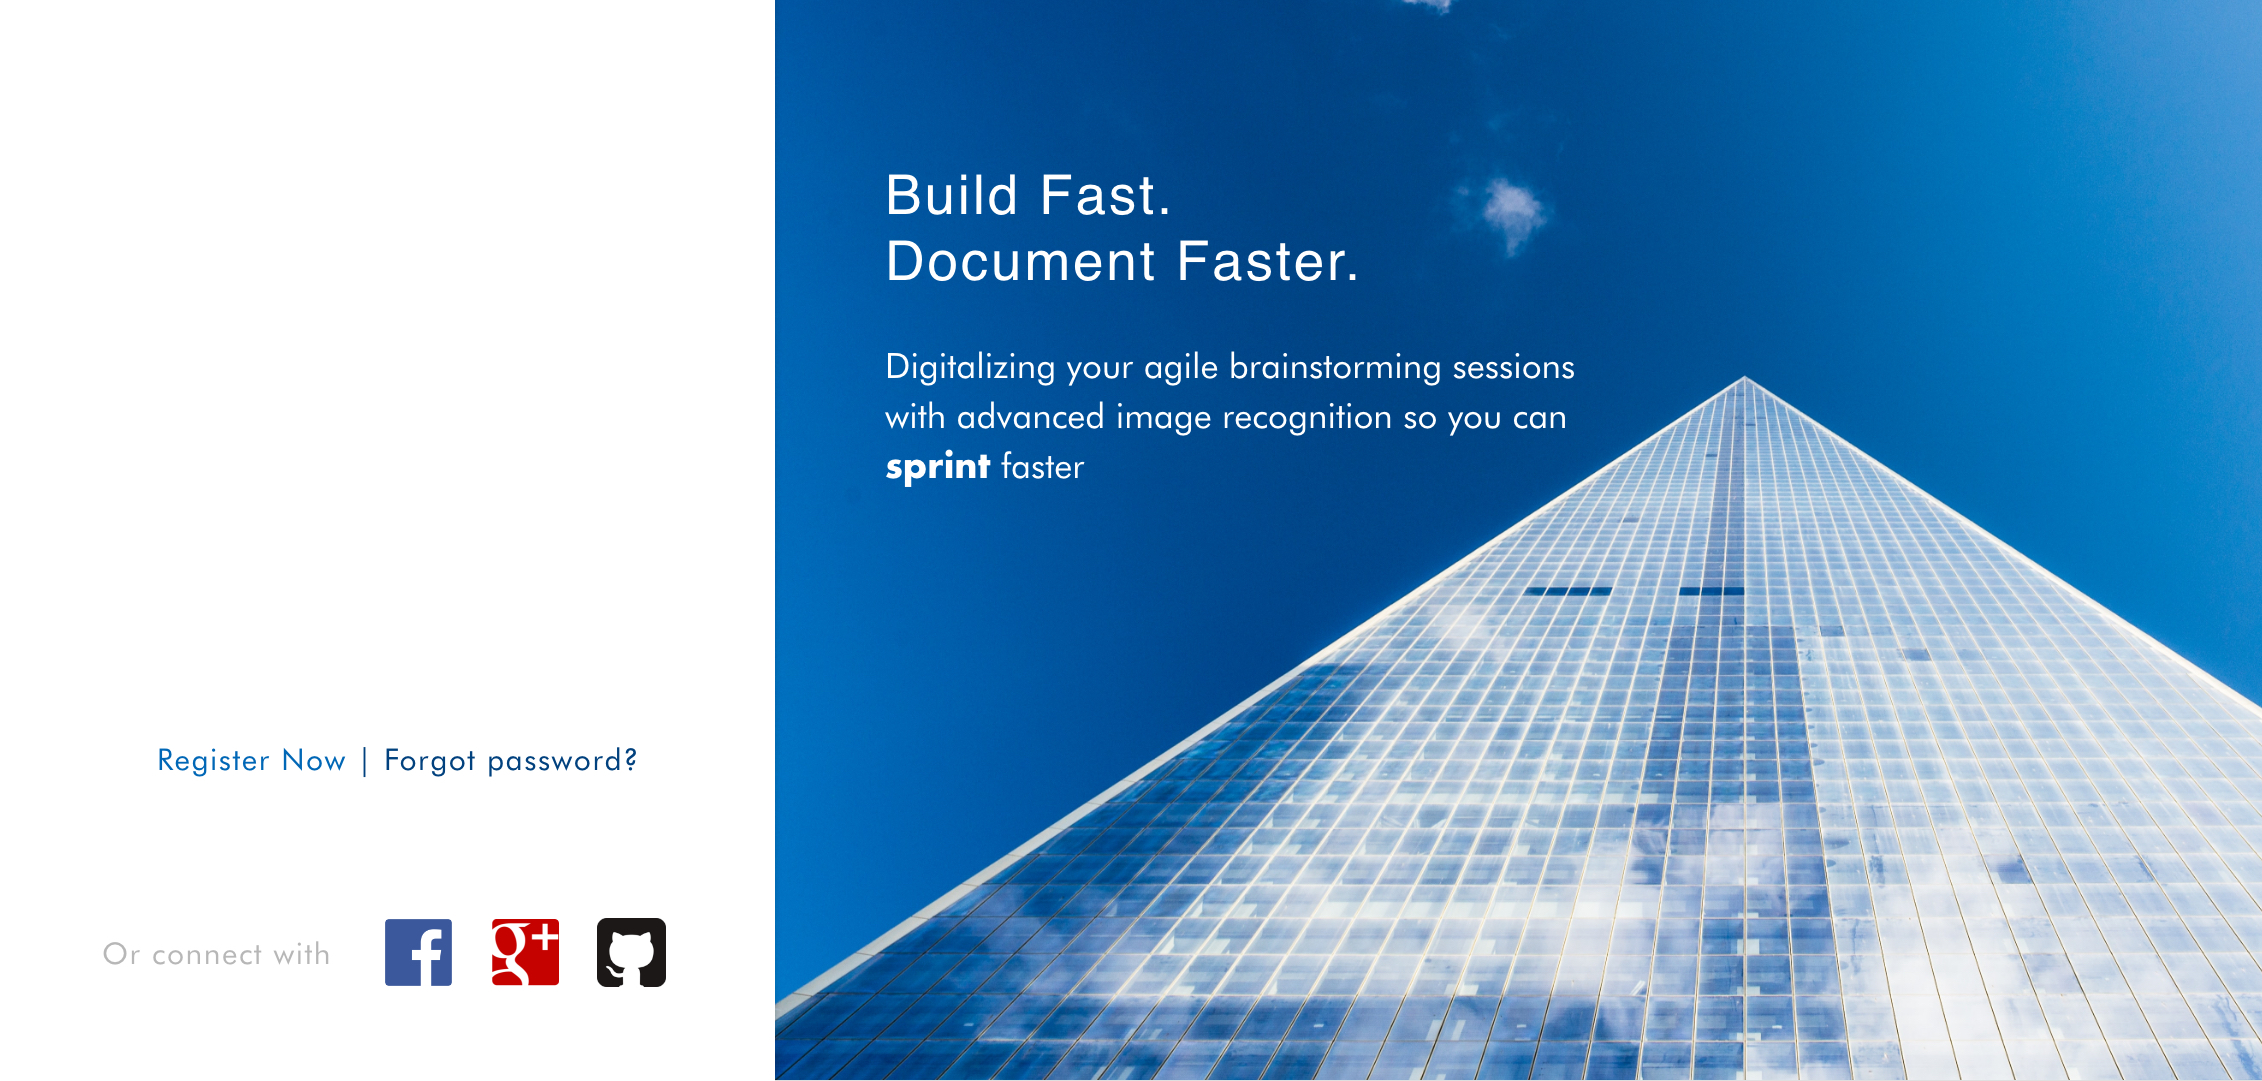 Build Fast.
Document Faster.
Digitalizing your agile brainstorming sessions
with advanced image recognition so you can
sprint faster
Register Now | Forgot password?
Or connect with
f
g+